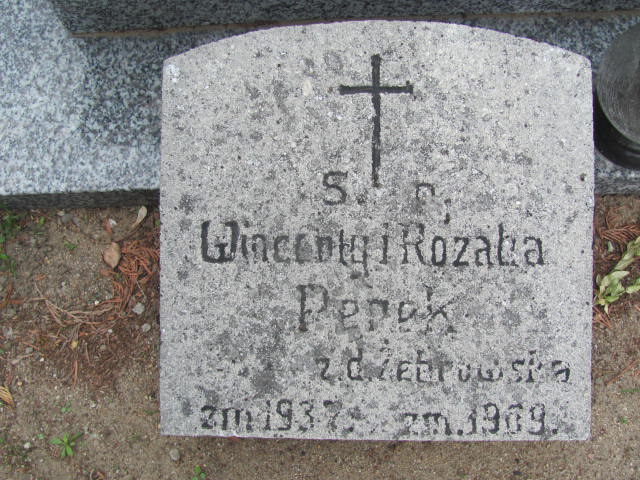 S. P.
Wincenty i Rozalia
Pepek
z.d. Żebrowska
zm 1937. zm. 1969.